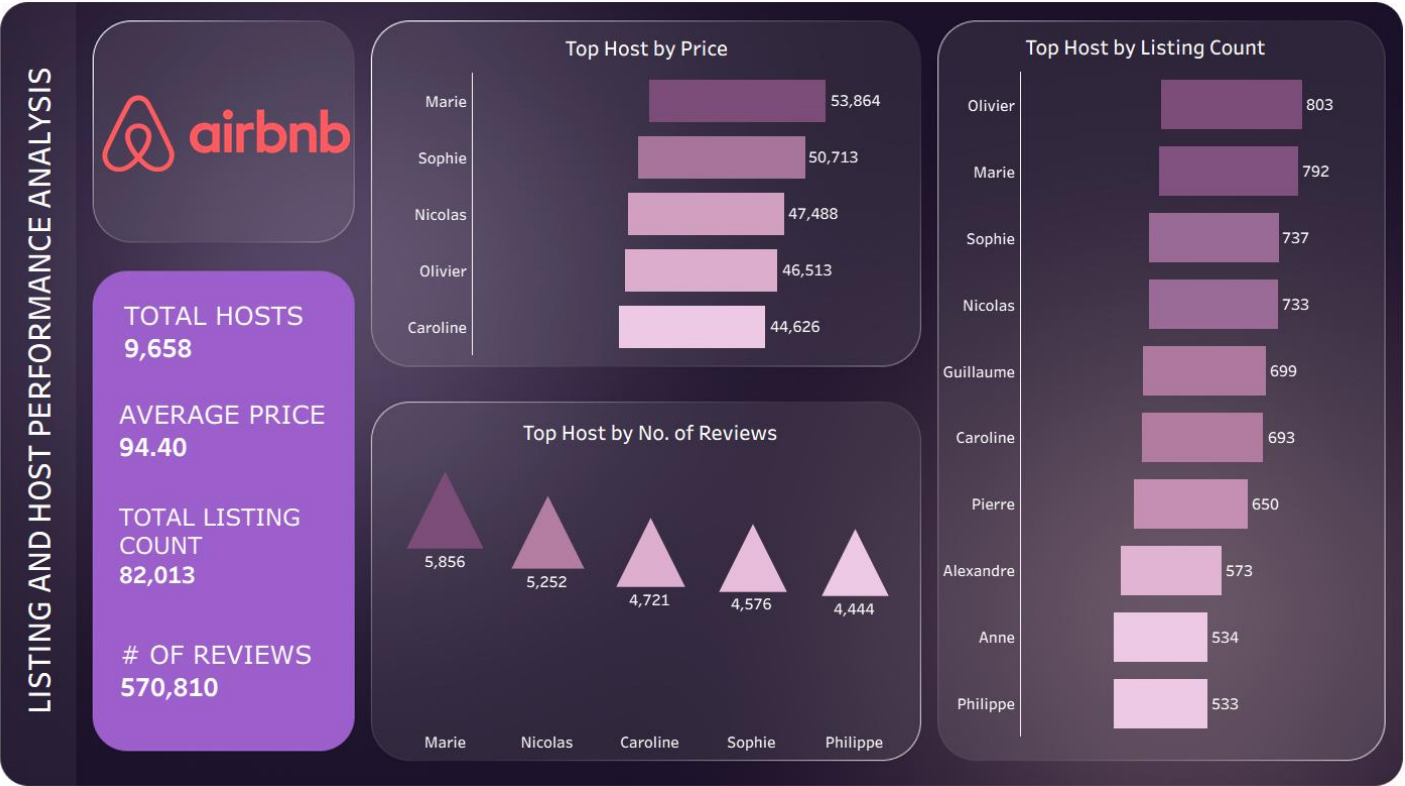 LISTING AND HOST PERFORMANCE ANALYSIS
airbnb
TOTAL HOSTS
9,658
AVERAGE PRICE
94.40
TOTAL LISTING
COUNT
82,013
# OF REVIEWS
570,810
Top Host by Price
Marie 53,864
Sophie 50,713
Nicolas 47,488
Olivier 46,513
Caroline 44,626
Top Host by No. of Reviews
5,856
5,252
4,721
4,576
4,444
Marie Nicolas Caroline Sophie Philippe
Top Host by Listing Count
Olivier 803
Marie 792
Sophie 737
Nicolas 733
Guillaume 699
Caroline 693
Pierre 650
Alexandre 573
Anne 534
Philippe 533